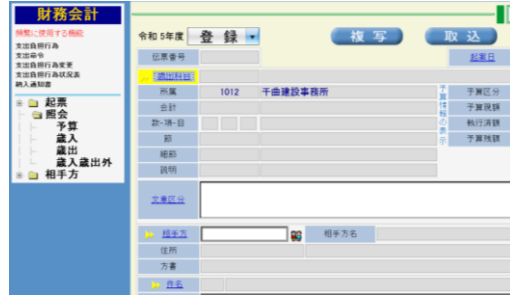 財務会計
頻繁に使用する機能
支出負担行為
支出命令
支出負担行為変更
支出負担行為状況表
納入通知書
起票
照会
予算
歳入
歳出
歳入歳出外
相手方
令和 5年度 登 録 複 写 取 込
伝票番号 起案日
歳出科目
所属 1012 千曲建設事務所 予算区分
会計 予算現額
款-項-目 執行済額
節 予算残額
細節
説明
予算情報の表示
文章区分
相手方 相手方名
住所
方書
件名